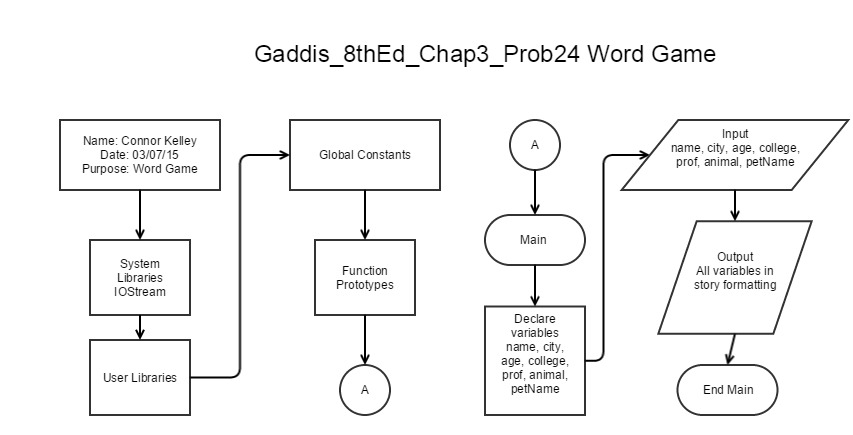 Gaddis_8thEd_Chap3_Prob24 Word Game
Name: Connor Kelley
Date: 03/07/15
Purpose: Word Game
System
Libraries
IOStream
User Libraries
Global Constants
Function
Prototypes
A
A
Main
Declare
variables
name, city,
age, college,
prof, animal,
petName
Input
name, city, age, college,
prof, animal, petName
Output
All variables in
story formatting
End Main